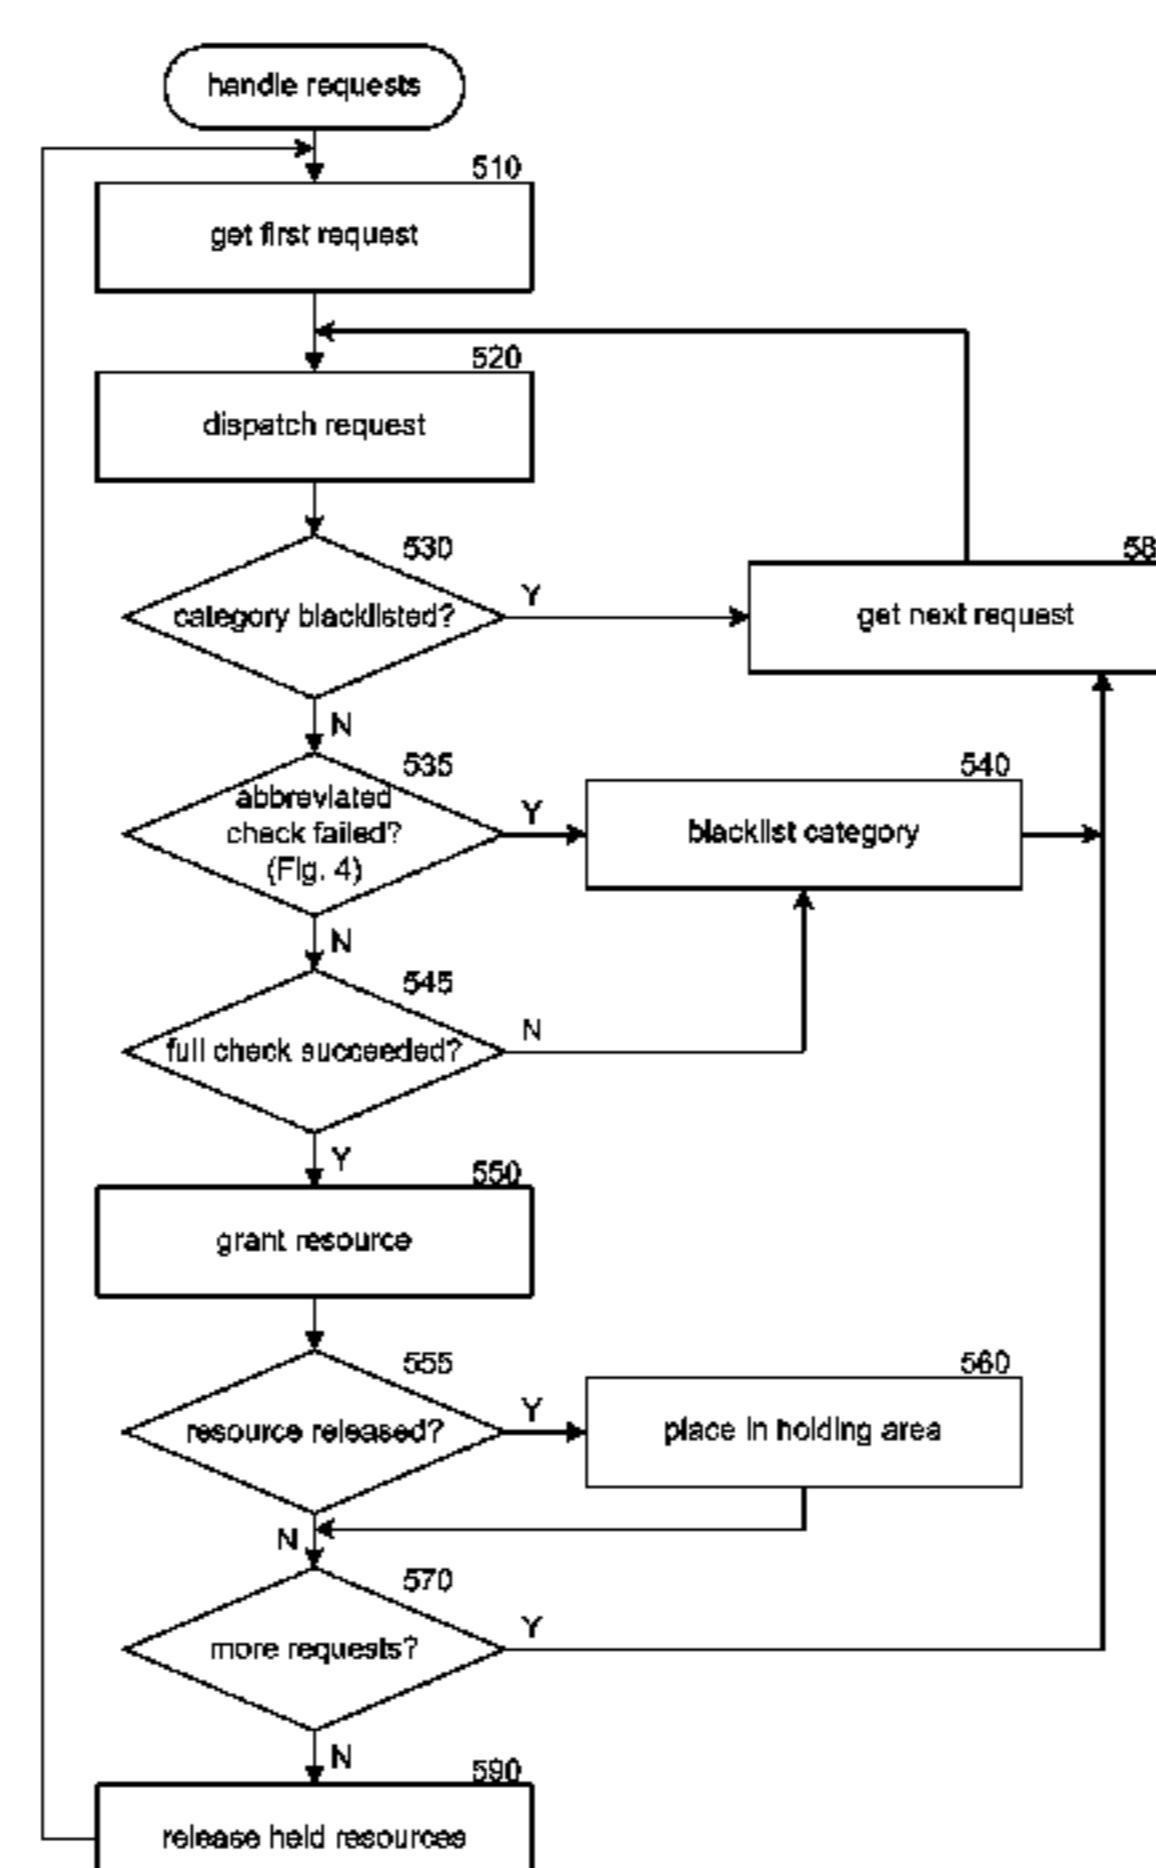 handle requests
510
get first request
520
dispatch request
530
category blacklisted?
Y
58
get next request
N
535
abbreviated
check failed?
(Fig. 4)
Y
540
blacklist category
N
545
full check succeeded?
N
Y
550
grant resource
555
resource released?
Y
560
place in holding area
N
570
more requests?
Y
N
590
release held resources